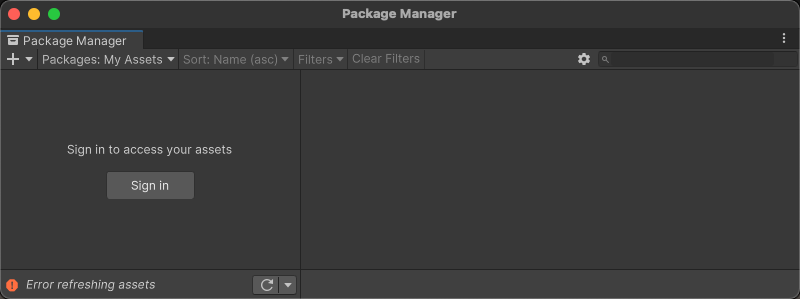 Package Manager
Package Manager
Packages: My Assets Sort: Name (asc) Filters Clear Filters
Sign in to access your assets
Sign in
Error refreshing assets